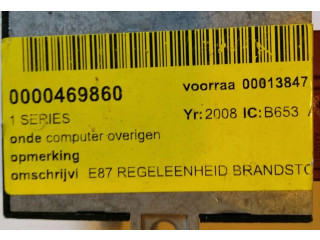 0000469860 voorraa 00013847
1 SERIES Yr: 2008 IC: B653
onde computer overigen
opmerking
omschrijvi E87 REGELEENHEID BRANDSTO